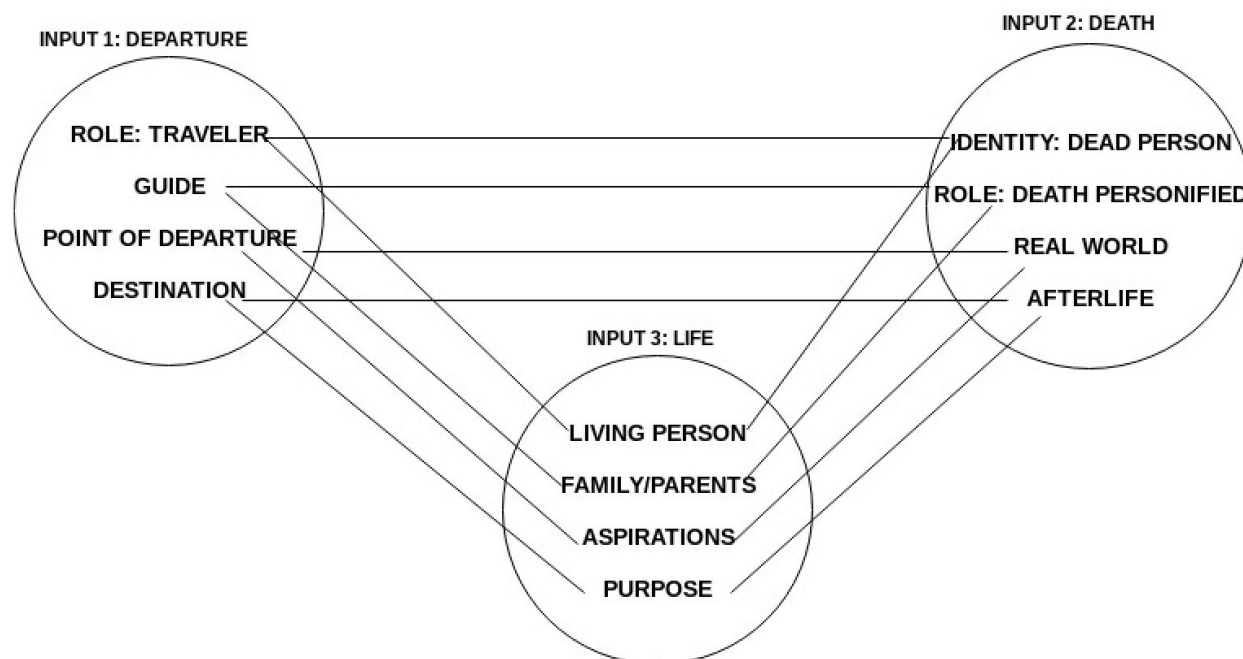 INPUT 1: DEPARTURE
ROLE: TRAVELER
GUIDE
POINT OF DEPARTURE
DESTINATION
INPUT 2: DEATH
IDENTITY: DEAD PERSON
ROLE: DEATH PERSONIFIED
REAL WORLD
AFTERLIFE
INPUT 3: LIFE
LIVING PERSON
FAMILY/PARENTS
ASPIRATIONS
PURPOSE